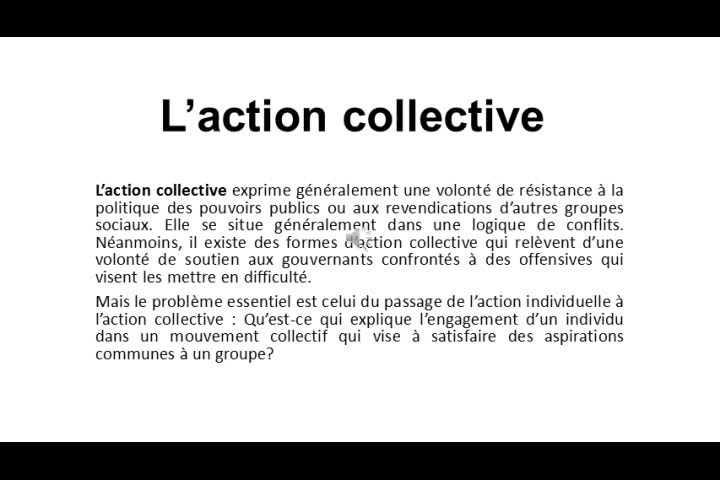 L’action collective
L’action collective exprime généralement une volonté de résistance à la
politique des pouvoirs publics ou aux revendications d’autres groupes
sociaux. Elle se situe généralement dans une logique de conflits.
Néanmoins, il existe des formes d’action collective qui relèvent d’une
volonté de soutien aux gouvernants confrontés à des offensives qui
visent les mettre en difficulté.
Mais le problème essentiel est celui du passage de l’action individuelle à
l’action collective : Qu’est-ce qui explique l’engagement d’un individu
dans un mouvement collectif qui vise à satisfaire des aspirations
communes à un groupe?